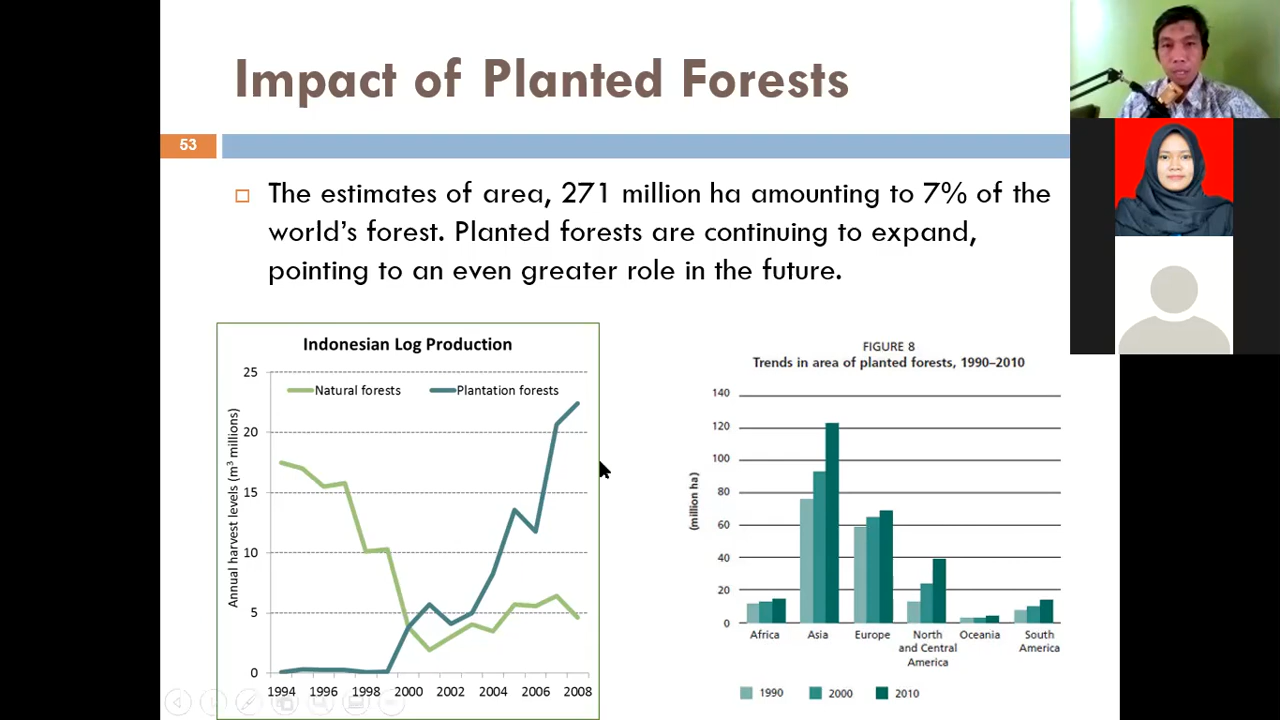 Impact of Planted Forests
53
The estimates of area, 271 million ha amounting to 7% of the
world's forest. Planted forests are continuing to expand,
pointing to an even greater role in the future.
Indonesian Log Production
25
20
15
10
5
0
Annual harvest levels (m³ millions)
Natural forests
Plantation forests
1994 1996 1998 2000 2002 2004 2006 2008
FIGURE 8
Trends in area of planted forests, 1990–2010
140
120
100
80
60
40
20
0
(million ha)
Africa Asia Europe North and Central America Oceania South America
1990 2000 2010